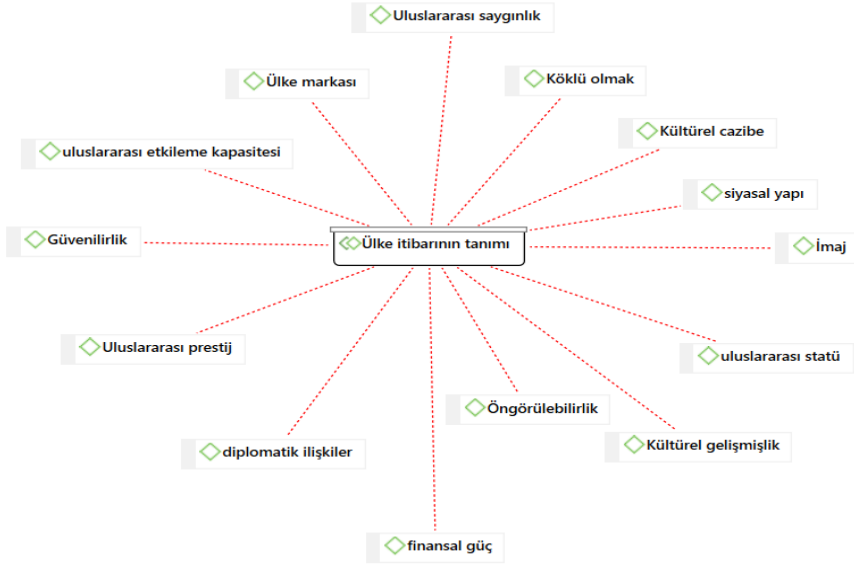 Uluslararası saygınlık
Ülke markası
Köklü olmak
Kültürel cazibe
uluslararası etkileme kapasitesi
siyasal yapı
Güvenilirlik
Ülke itibarının tanımı
İmaj
Uluslararası prestij
uluslararası statü
Öngörülebilirlik
Kültürel gelişmişlik
diplomatik ilişkiler
finansal güç